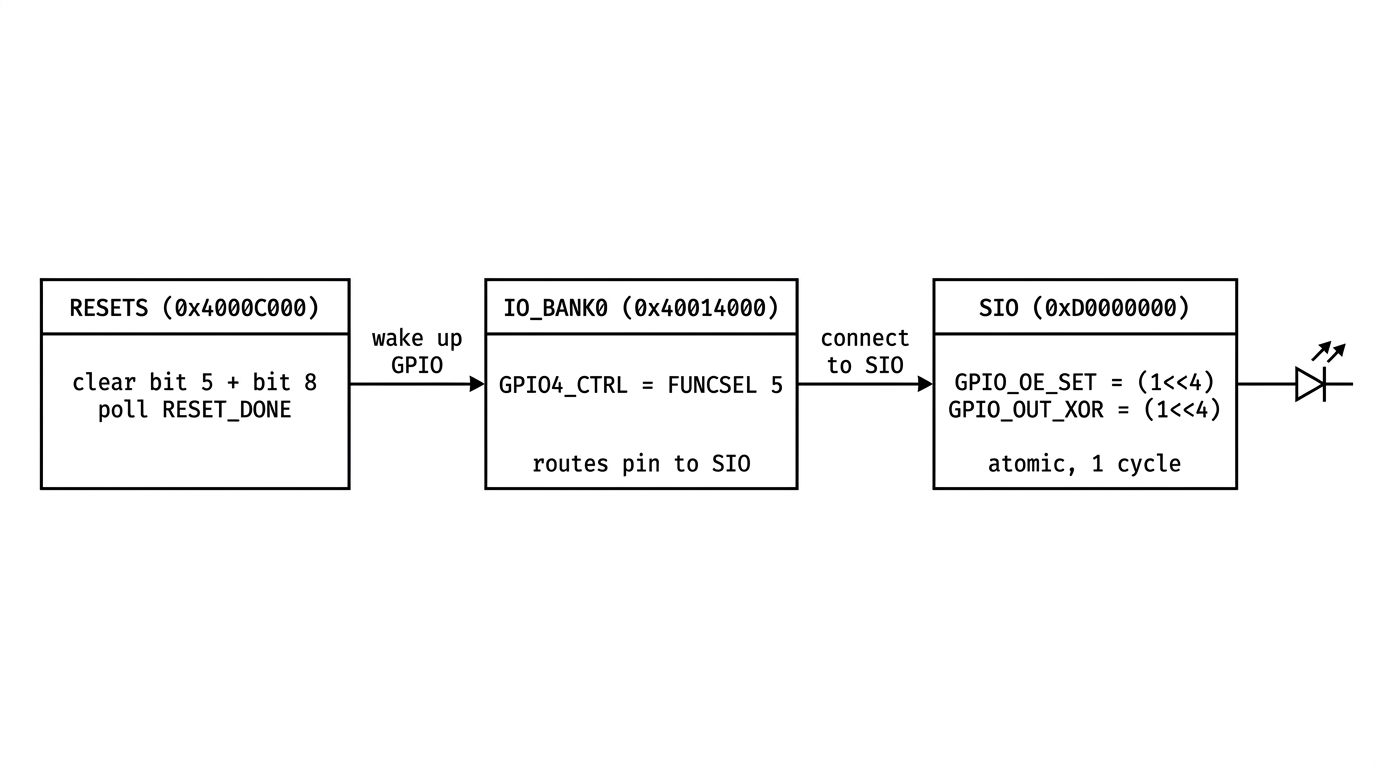 RESETS (0x4000C000)
clear bit 5 + bit 8
poll RESET_DONE
wake up
GPIO
IO_BANK0 (0x40014000)
GPIO4_CTRL = FUNCSEL 5
routes pin to SIO
connect
to SIO
SIO (0xD0000000)
GPIO_OE_SET = (1<<4)
GPIO_OUT_XOR = (1<<4)
atomic, 1 cycle